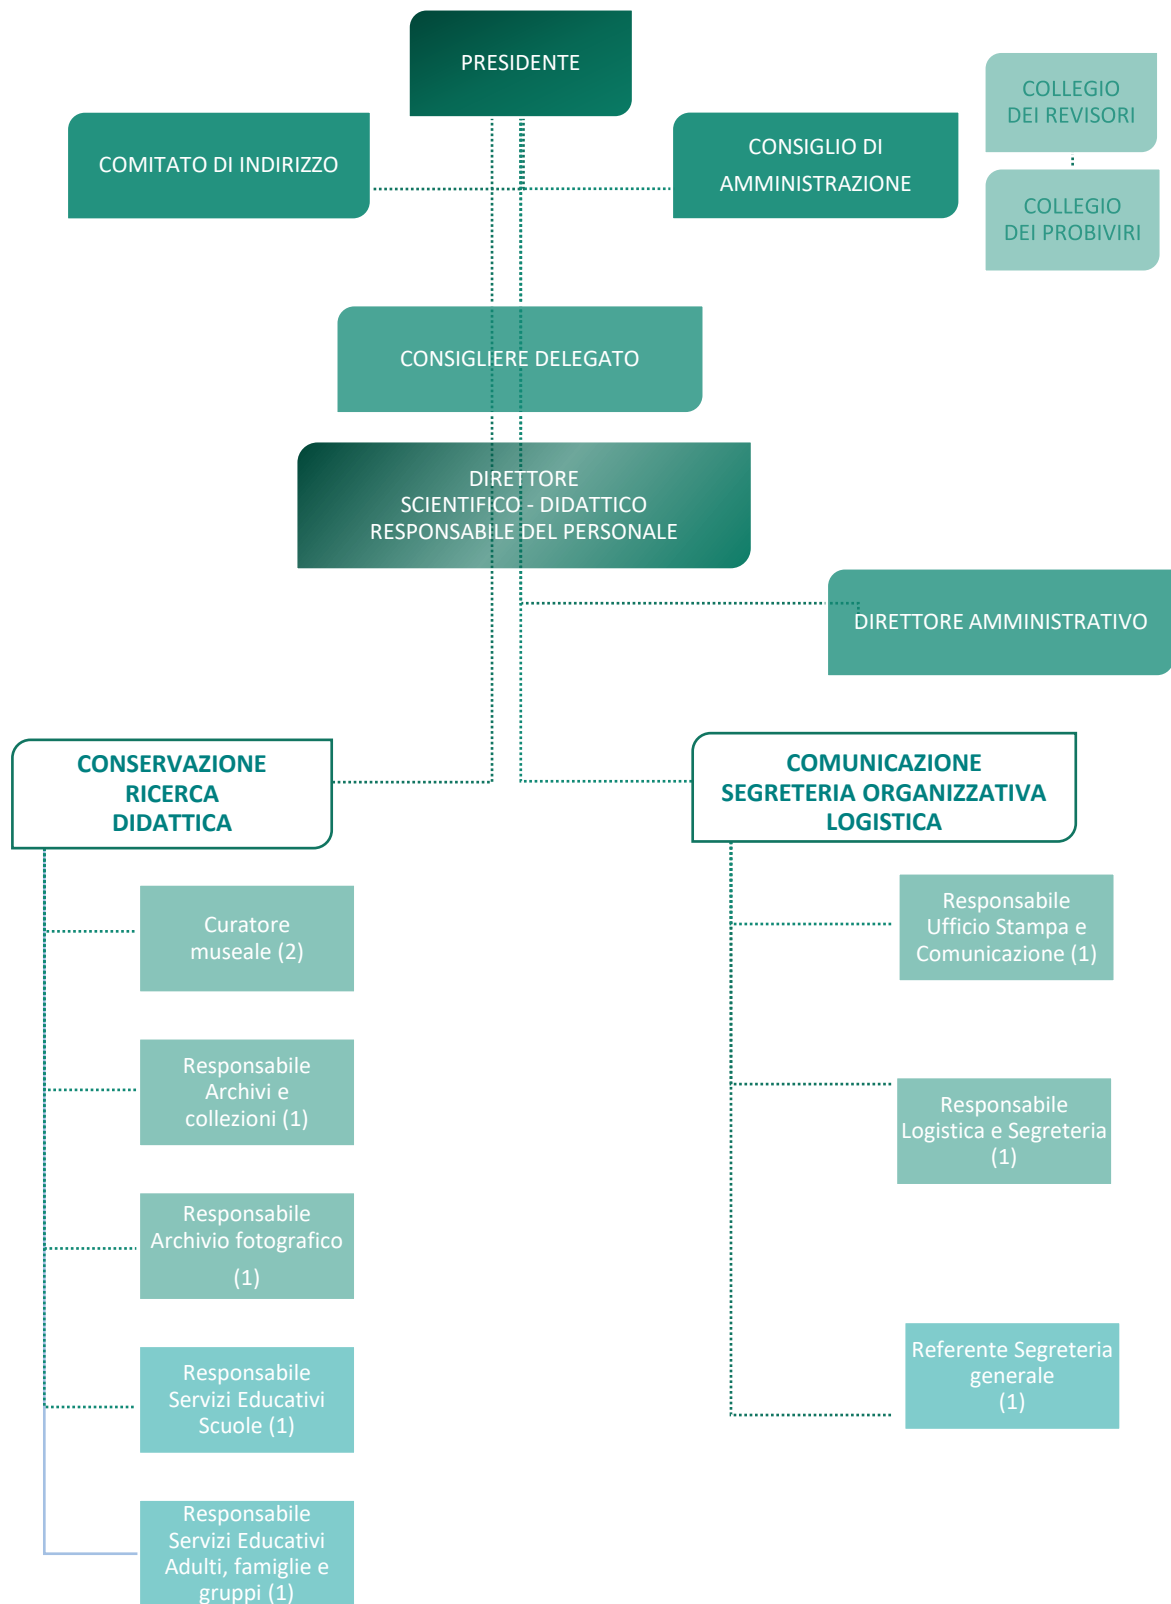 PRESIDENTE
COLLEGIO
DEI REVISORI
COMITATO DI INDIRIZZO
CONSIGLIO DI
AMMINISTRAZIONE
COLLEGIO
DEI PROBIVIRI
CONSIGLIERE DELEGATO
DIRETTORE
SCIENTIFICO - DIDATTICO
RESPONSABILE DEL PERSONALE
DIRETTORE AMMINISTRATIVO
CONSERVAZIONE
RICERCA
DIDATTICA
COMUNICAZIONE
SEGRETERIA ORGANIZZATIVA
LOGISTICA
Curatore
museale (2)
Responsabile
Archivi e
collezioni (1)
Responsabile
Archivio fotografico
(1)
Responsabile
Servizi Educativi
Scuole (1)
Responsabile
Servizi Educativi
Adulti, famiglie e
gruppi (1)
Responsabile
Ufficio Stampa e
Comunicazione (1)
Responsabile
Logistica e Segreteria
(1)
Referente Segreteria
generale
(1)